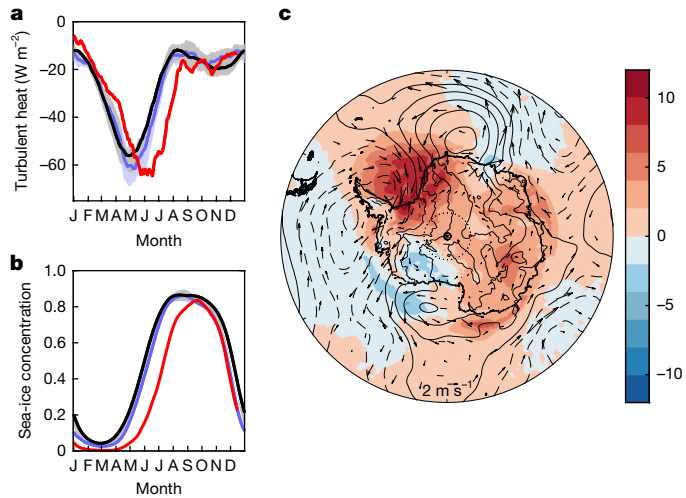 a
Turbulent heat (W m−2)
0
−20
−40
−60
J F M A M J J A S O N D
Month
b
Sea-ice concentration
1.0
0.8
0.6
0.4
0.2
0
J F M A M J J A S O N D
Month
c
2 m s−1
10
5
0
−5
−10